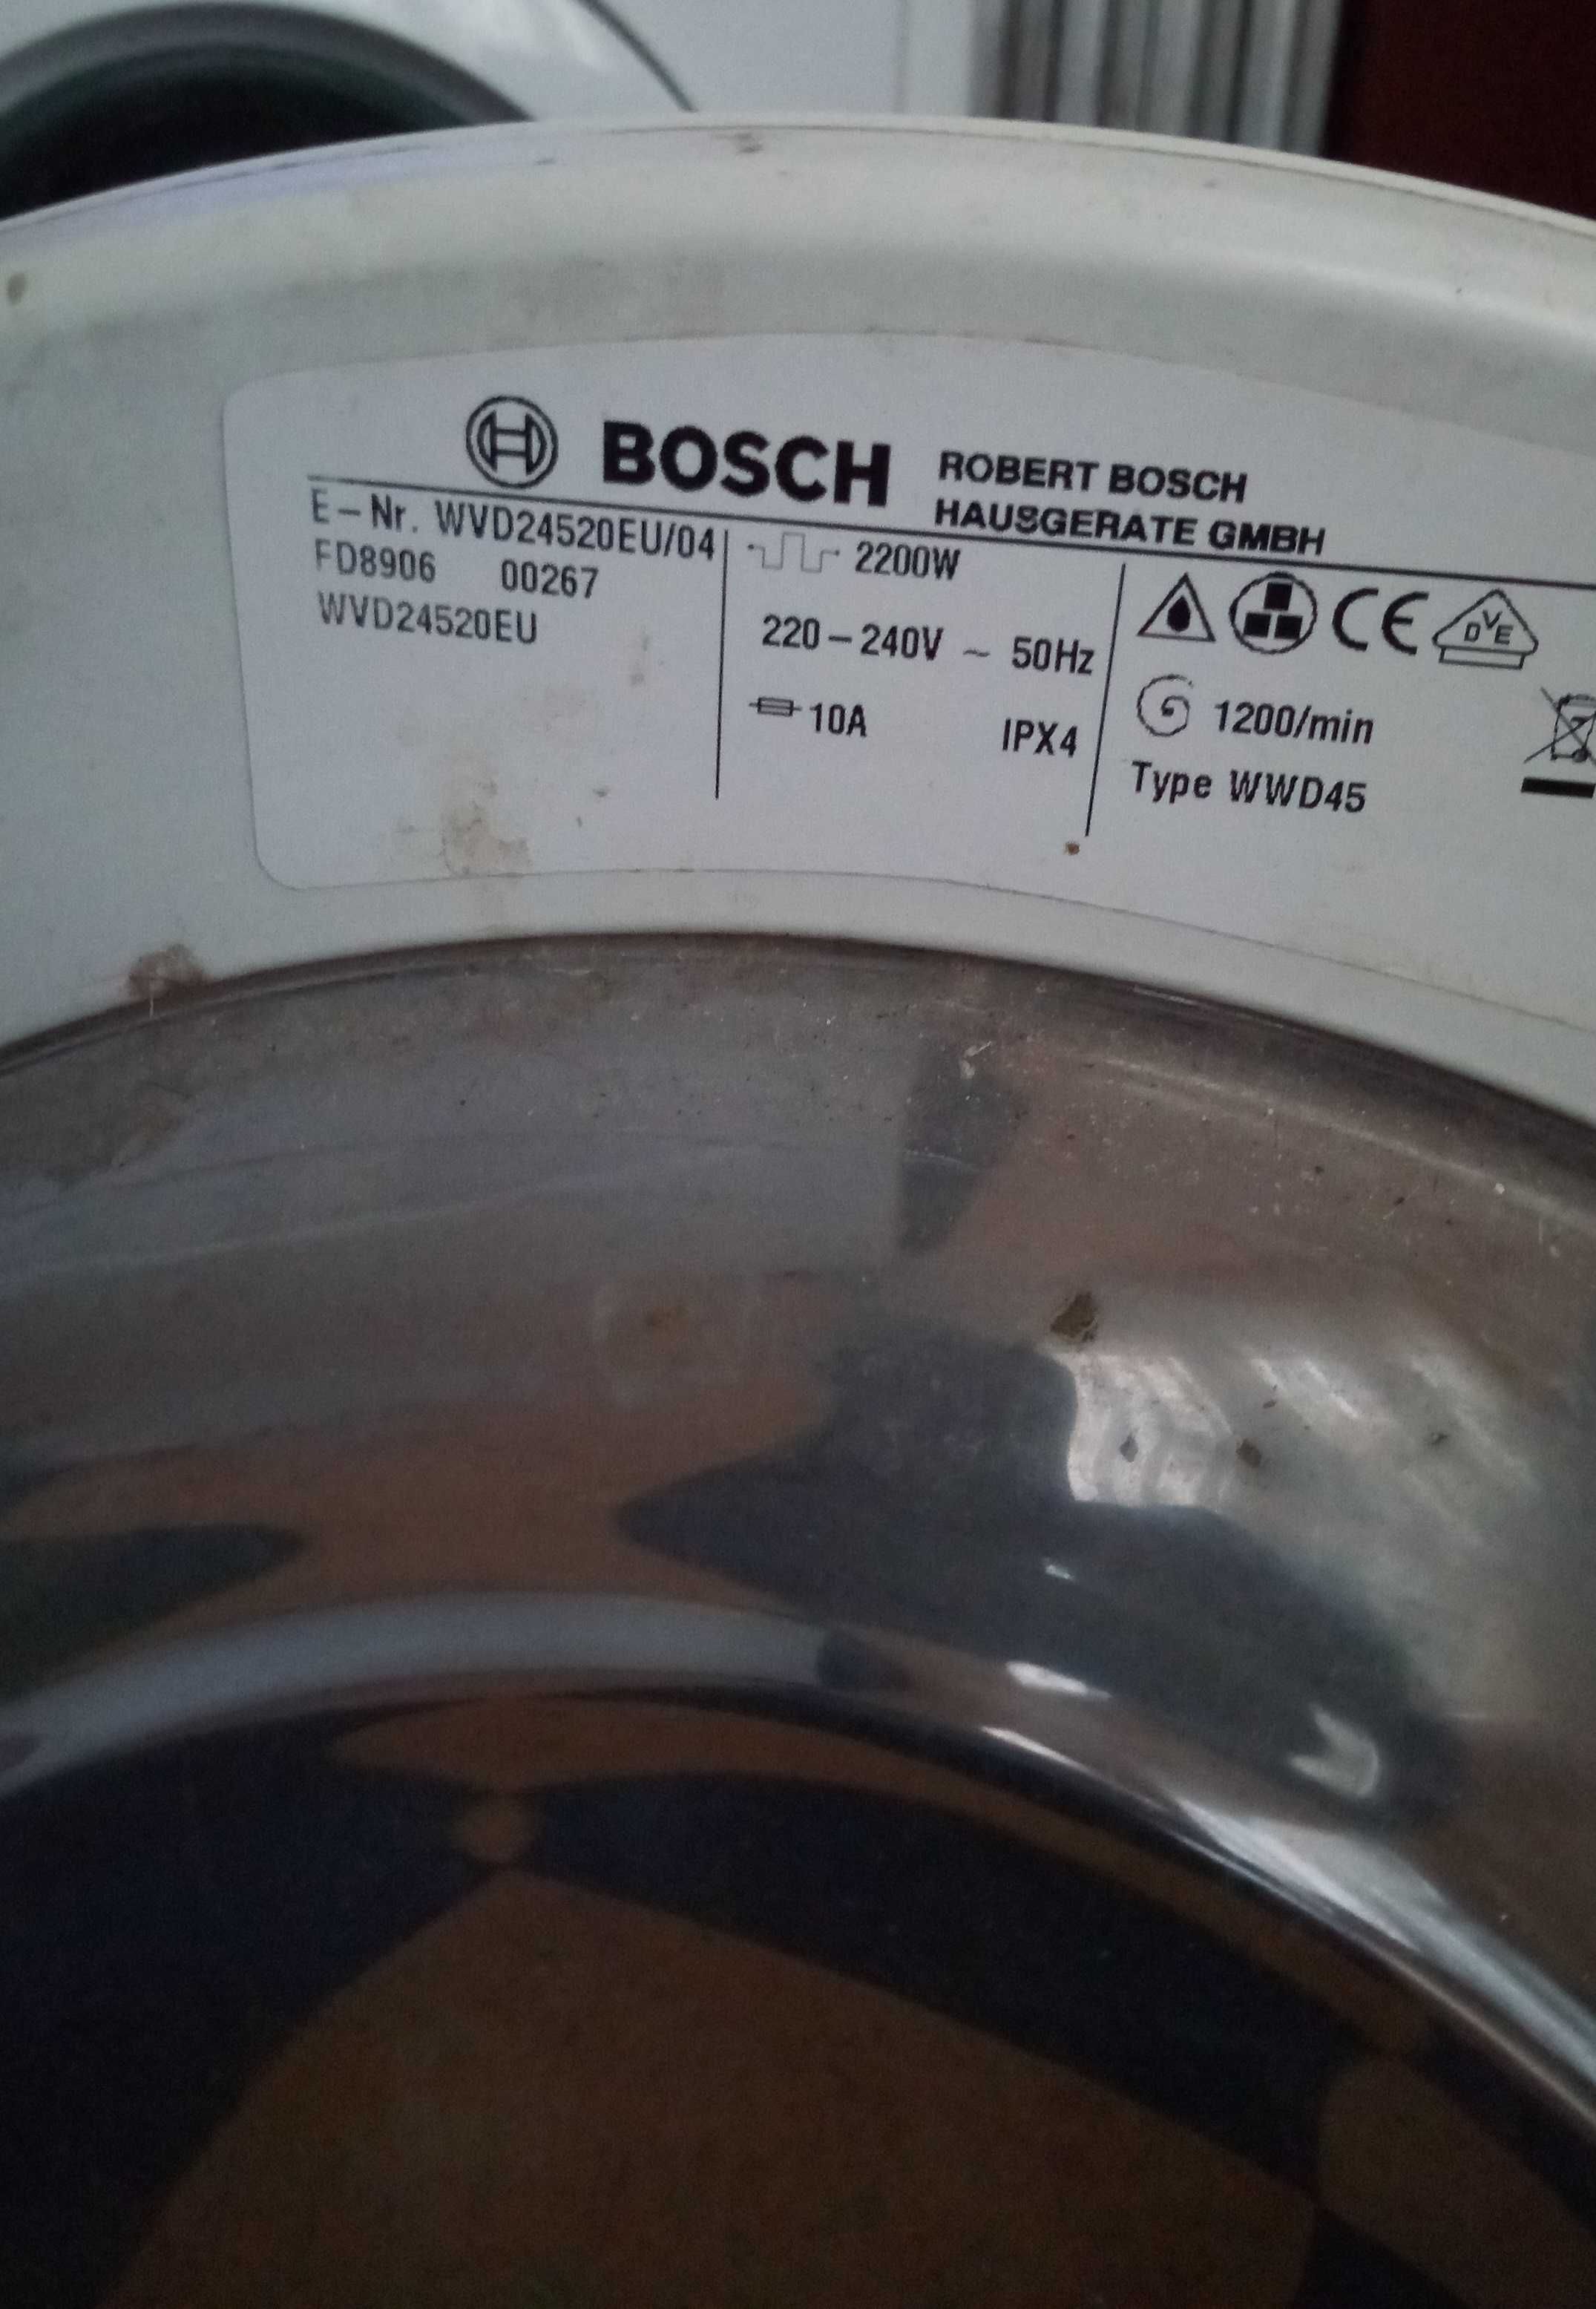 BOSCH
ROBERT BOSCH
HAUSGERATE GMBH
E-Nr. WVD24520EU/04
FD8906 00267
WVD24520EU
2200W
220-240V ~ 50Hz
10A IPX4
CE DVE
1200/min
Type WWD45